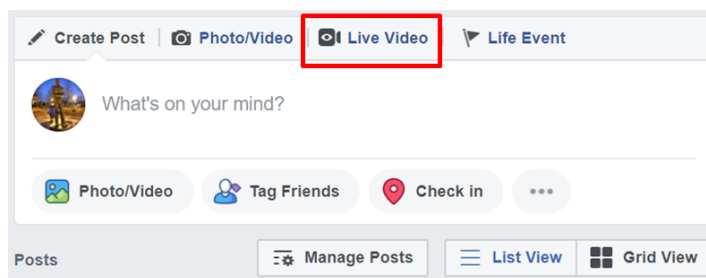 Create Post Photo/Video Live Video Life Event
What's on your mind?
Photo/Video Tag Friends Check in
Posts Manage Posts List View Grid View